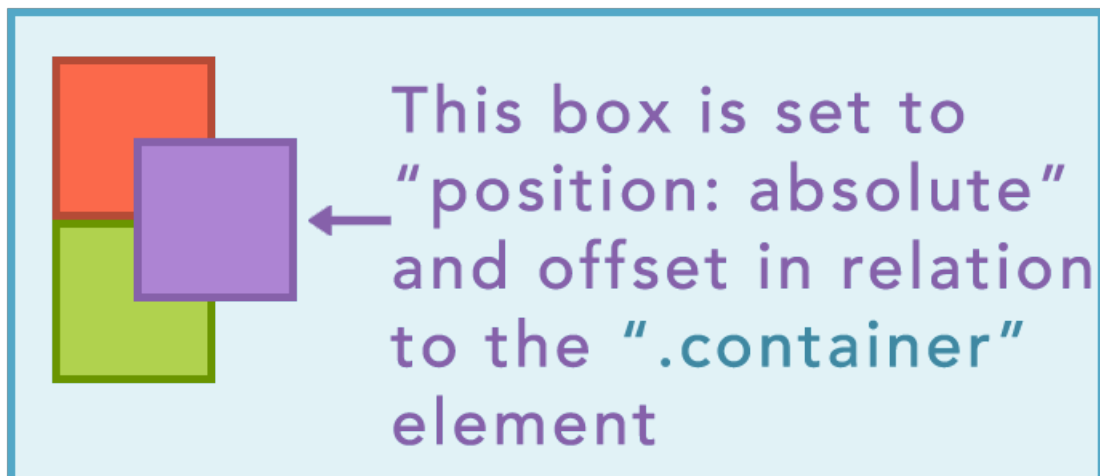 This box is set to
“position: absolute”
and offset in relation
to the “.container”
element